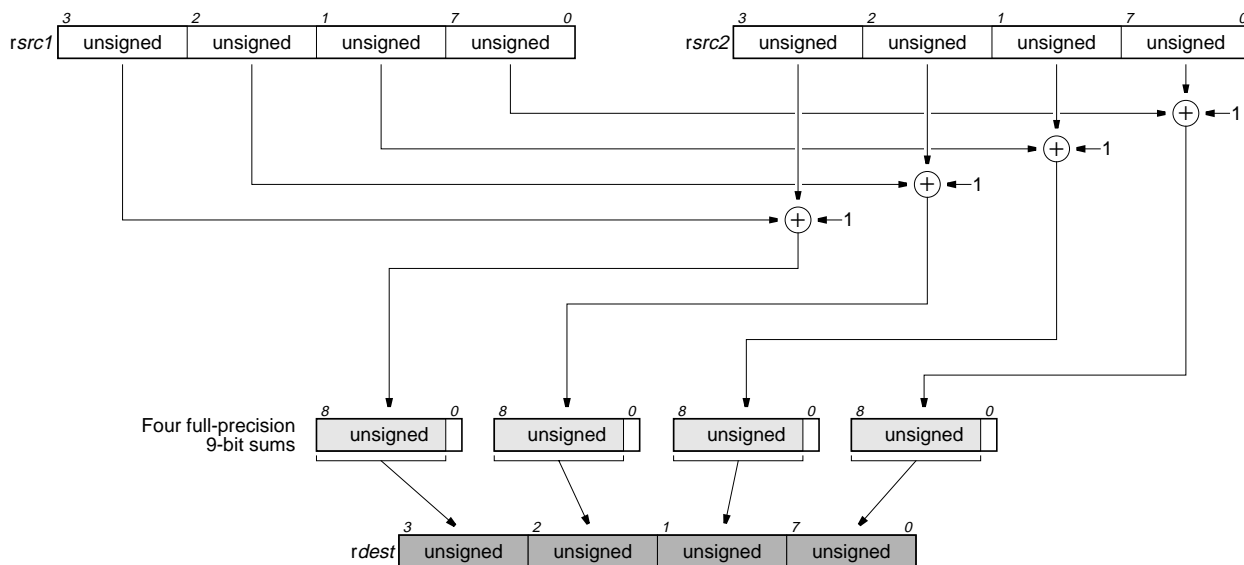 3 2 1 7 0
rsrc1 unsigned unsigned unsigned unsigned
3 2 1 7 0
rsrc2 unsigned unsigned unsigned unsigned
+ 1
+ 1
+ 1
+ 1
Four full-precision
9-bit sums
8 0
unsigned
8 0
unsigned
8 0
unsigned
8 0
unsigned
3 2 1 7 0
rdest unsigned unsigned unsigned unsigned